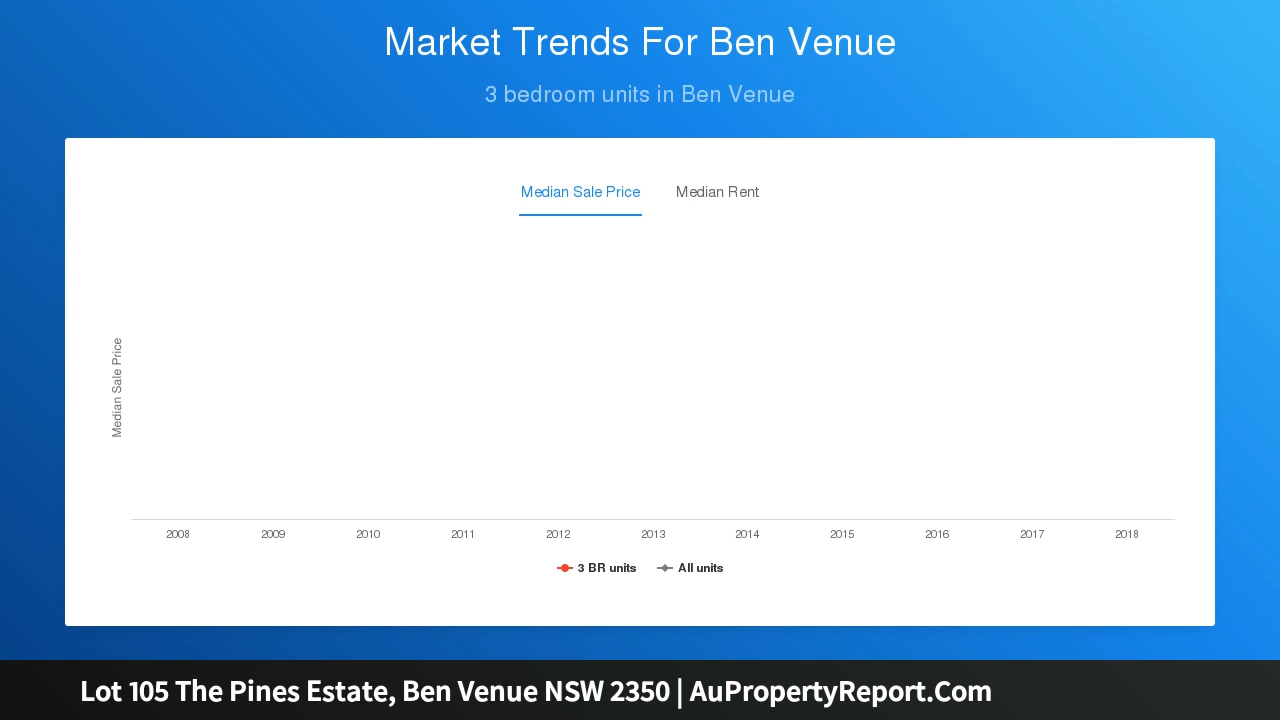 Market Trends For Ben Venue
3 bedroom units in Ben Venue
Median Sale Price
Median Rent
Median Sale Price
2008
2009
2010
2011
2012
2013
2014
2015
2016
2017
2018
3 BR units
All units
Lot 105 The Pines Estate, Ben Venue NSW 2350 | AuPropertyReport.Com